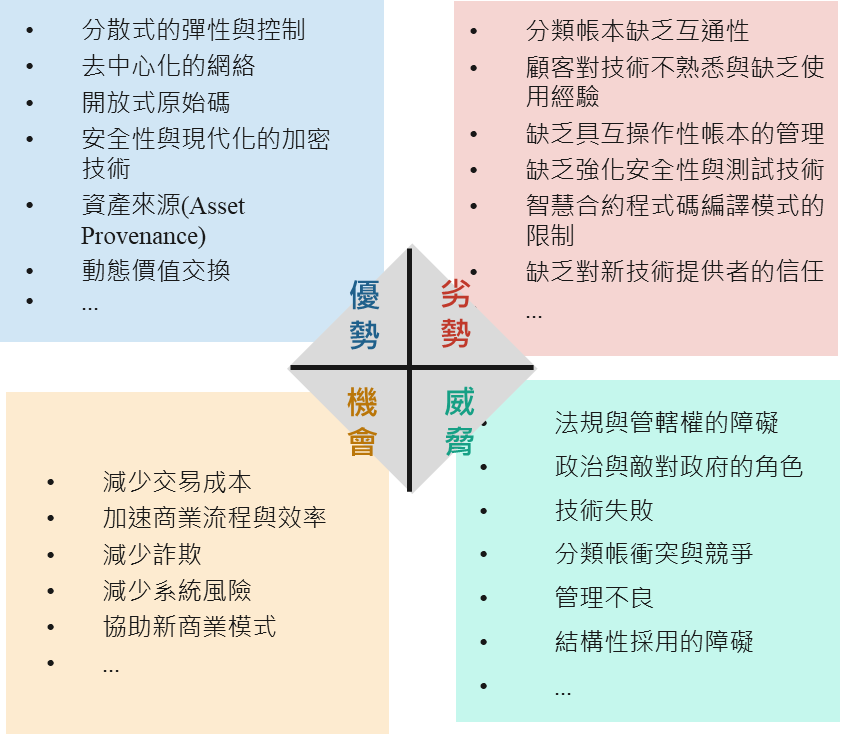 • 分散式的彈性與控制
• 去中心化的網絡
• 開放式原始碼
• 安全性與現代化的加密
技術
• 資產來源(Asset
Provenance)
• 動態價值交換
• ...
• 分類帳本缺乏互通性
• 顧客對技術不熟悉與缺乏使
用經驗
• 缺乏具互操作性帳本的管理
• 缺乏強化安全性與測試技術
• 智慧合約程式碼編譯模式的
限制
• 缺乏對新技術提供者的信任
...
優勢
劣勢
機會
威脅
• 減少交易成本
• 加速商業流程與效率
• 減少詐欺
• 減少系統風險
• 協助新商業模式
• ...
• 法規與管轄權的障礙
• 政治與敵對政府的角色
• 技術失敗
• 分類帳衝突與競爭
• 管理不良
• 結構性採用的障礙
• ...